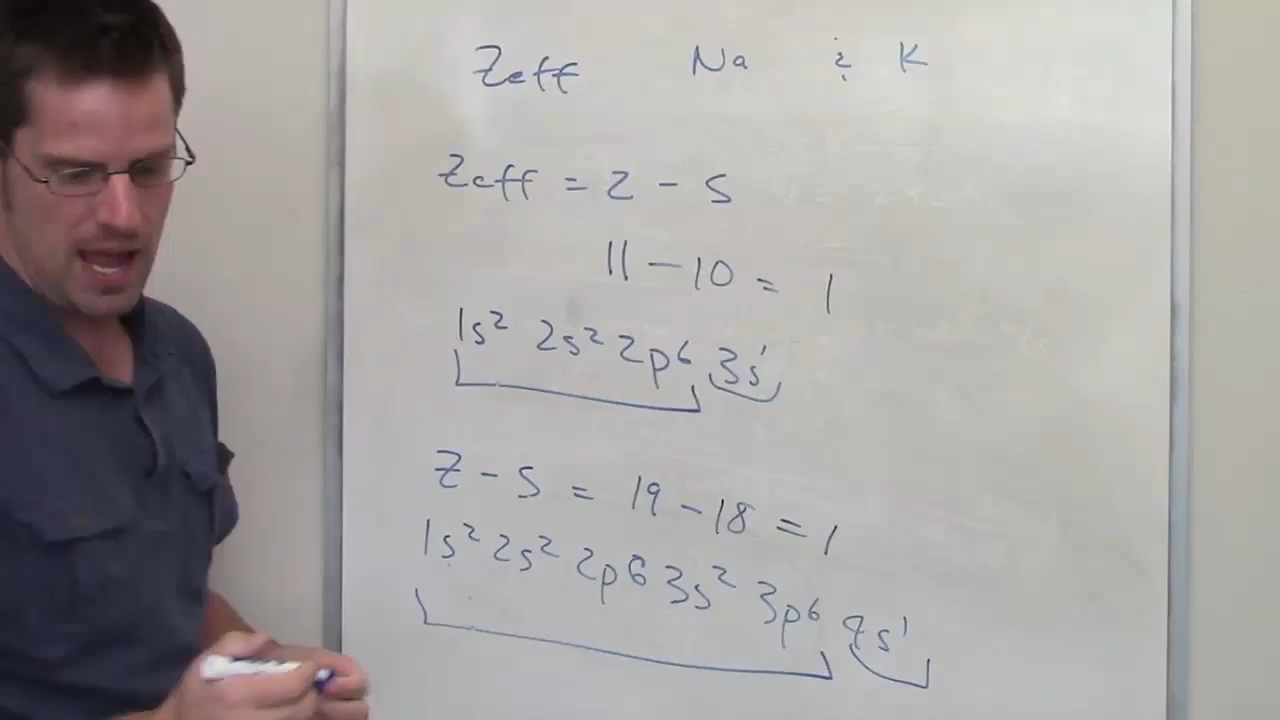 Zeff Na & K
Zeff = Z - S
11 - 10 = 1
1s² 2s² 2p⁶ 3s¹
Z - S = 19 - 18 = 1
1s² 2s² 2p⁶ 3s² 3p⁶ 4s¹